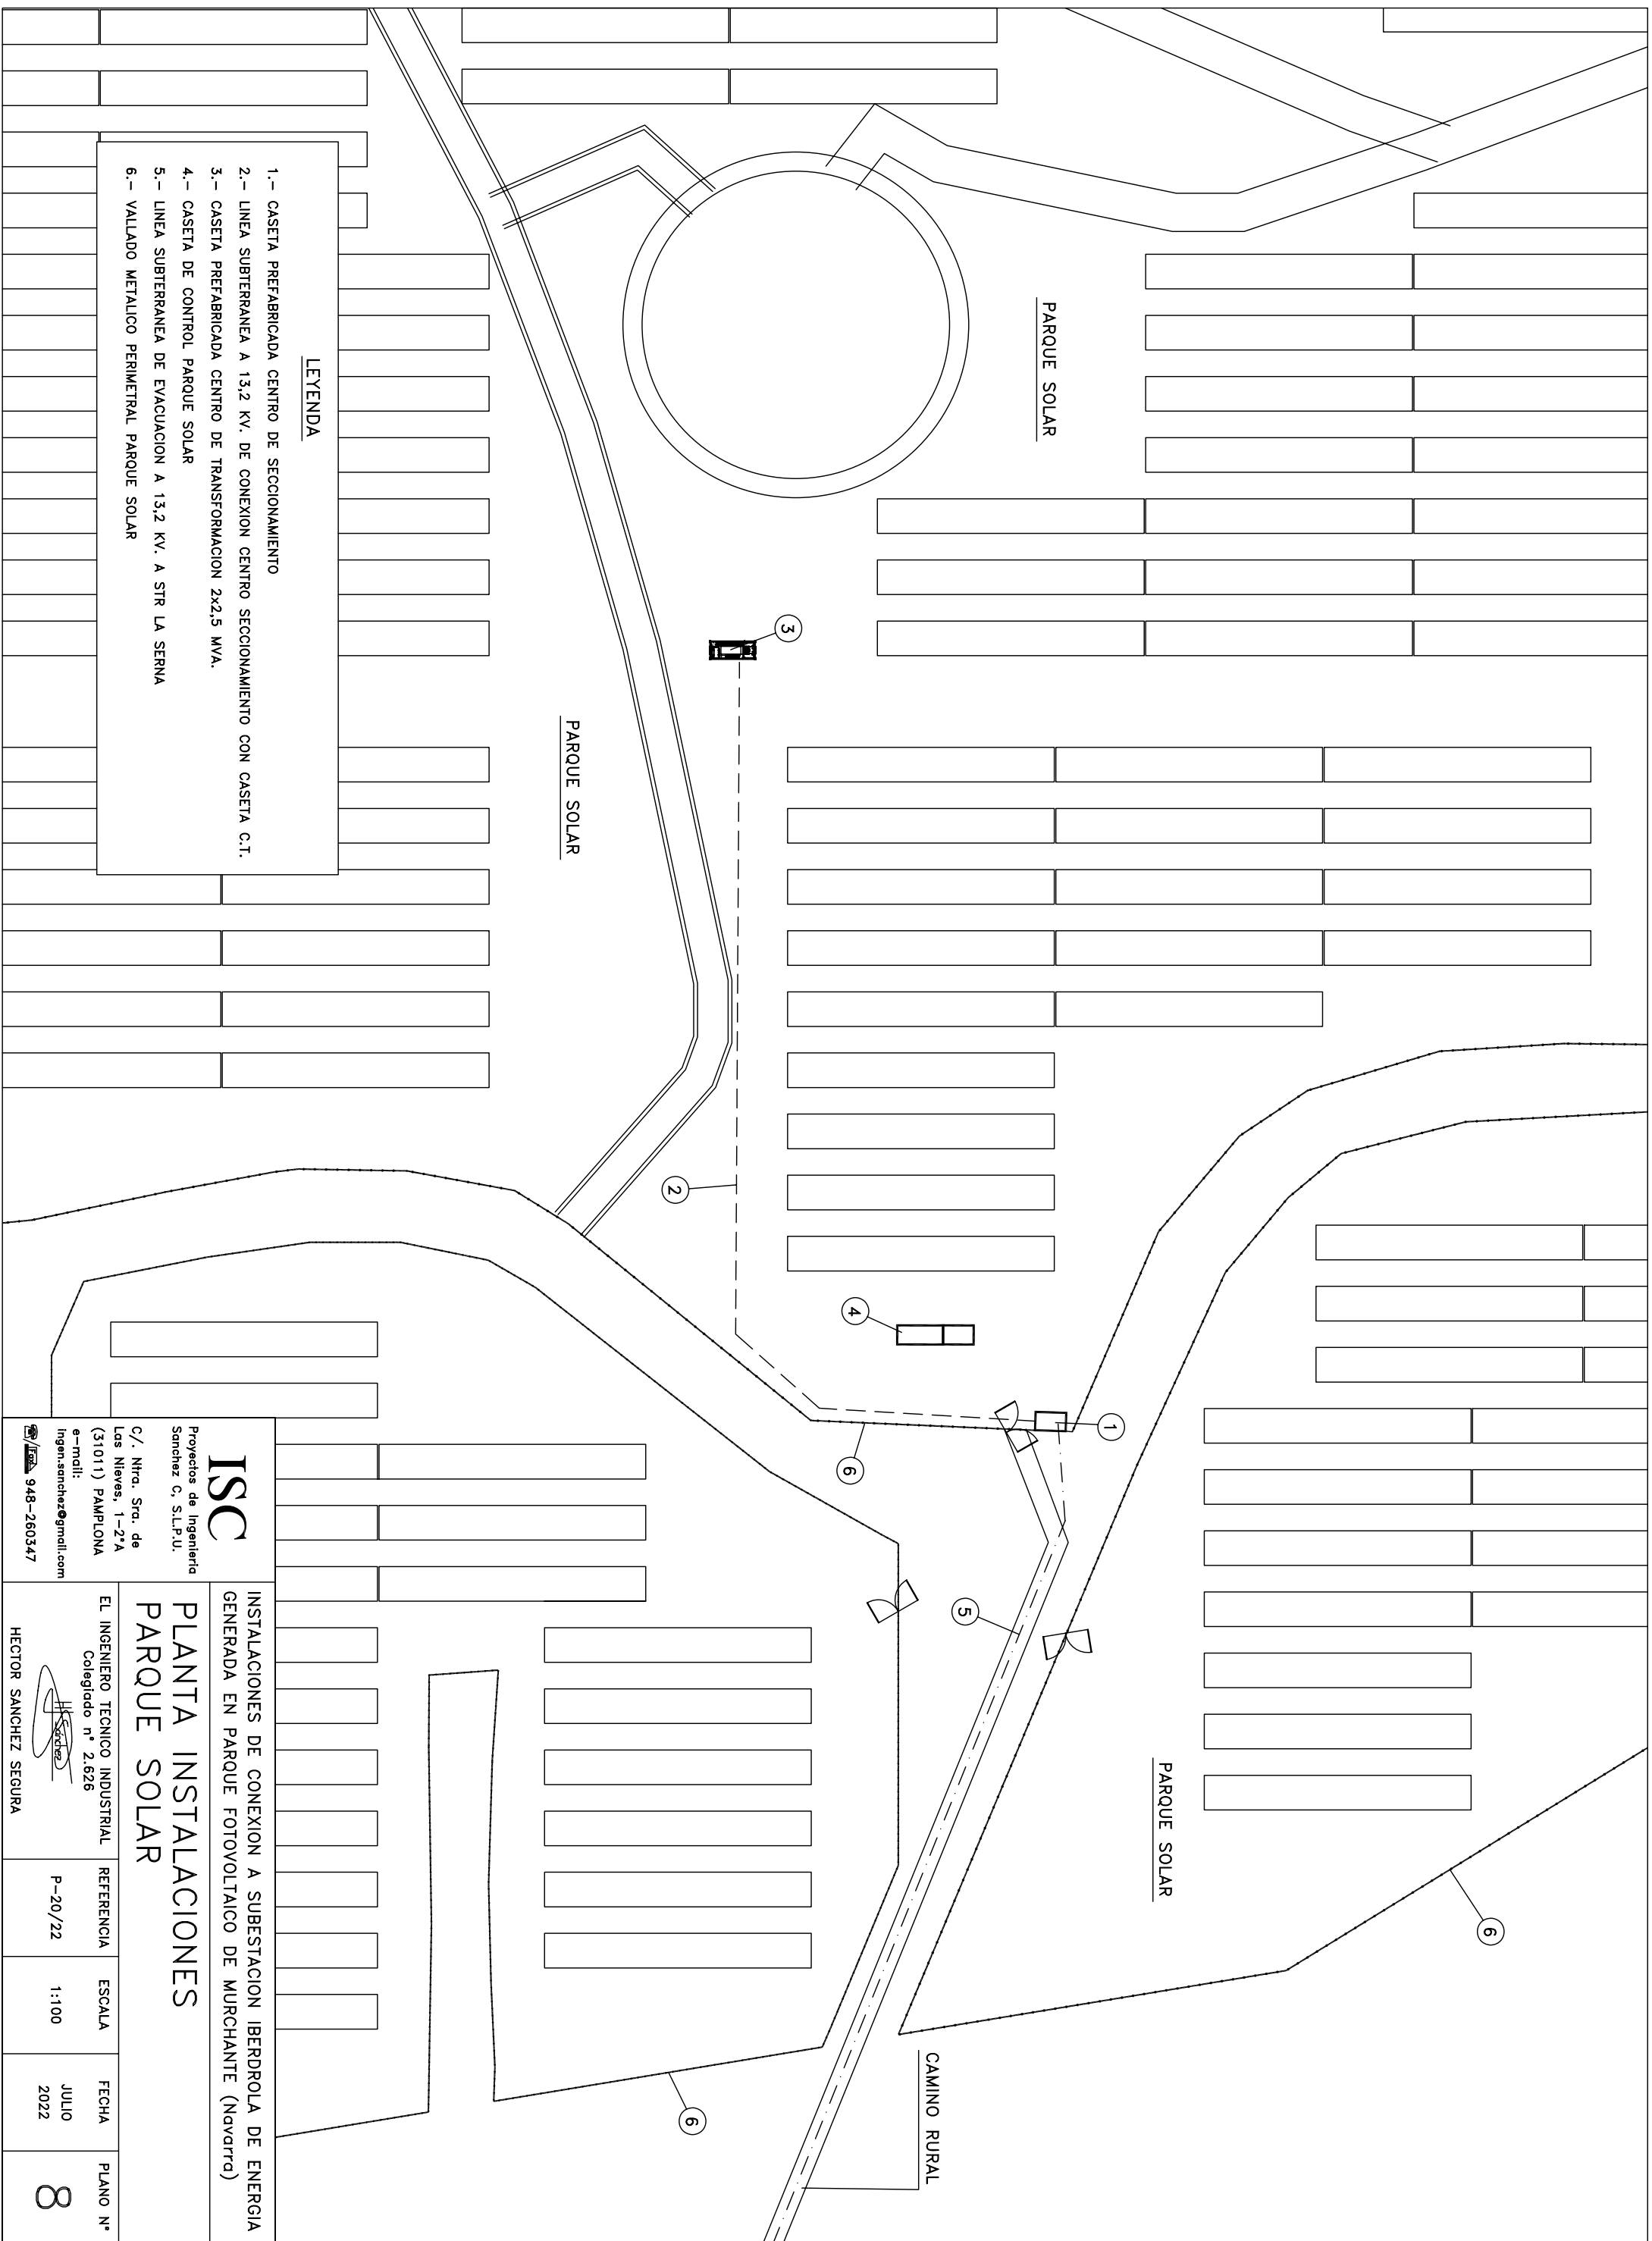 PARQUE SOLAR
PARQUE SOLAR
PARQUE SOLAR
CAMINO RURAL
1
2
3
4
5
6
6
6
LEYENDA
1.- CASETA PREFABRICADA CENTRO DE SECCIONAMIENTO
2.- LINEA SUBTERRANEA A 13,2 KV. DE CONEXION CENTRO SECCIONAMIENTO CON CASETA C.T.
3.- CASETA PREFABRICADA CENTRO DE TRANSFORMACION 2x2,5 MVA.
4.- CASETA DE CONTROL PARQUE SOLAR
5.- LINEA SUBTERRANEA DE EVACUACION A 13,2 KV. A STR LA SERNA
6.- VALLADO METALICO PERIMETRAL PARQUE SOLAR
ISC
Proyectos de Ingenieria
Sanchez C, S.L.P.U.
C/. Ntra. Sra. de
Las Nieves, 1-2ºA
(31011) PAMPLONA
e-mail:
ingen.sanchez@gmail.com
/Fax 948-260347
INSTALACIONES DE CONEXION A SUBESTACION IBERDROLA DE ENERGIA
GENERADA EN PARQUE FOTOVOLTAICO DE MURCHANTE (Navarra)
PLANTA INSTALACIONES
PARQUE SOLAR
EL INGENIERO TECNICO INDUSTRIAL
Colegiado nº 2.626
HSanchez
HECTOR SANCHEZ SEGURA
REFERENCIA
P-20/22
ESCALA
1:100
FECHA
JULIO
2022
PLANO Nº
8